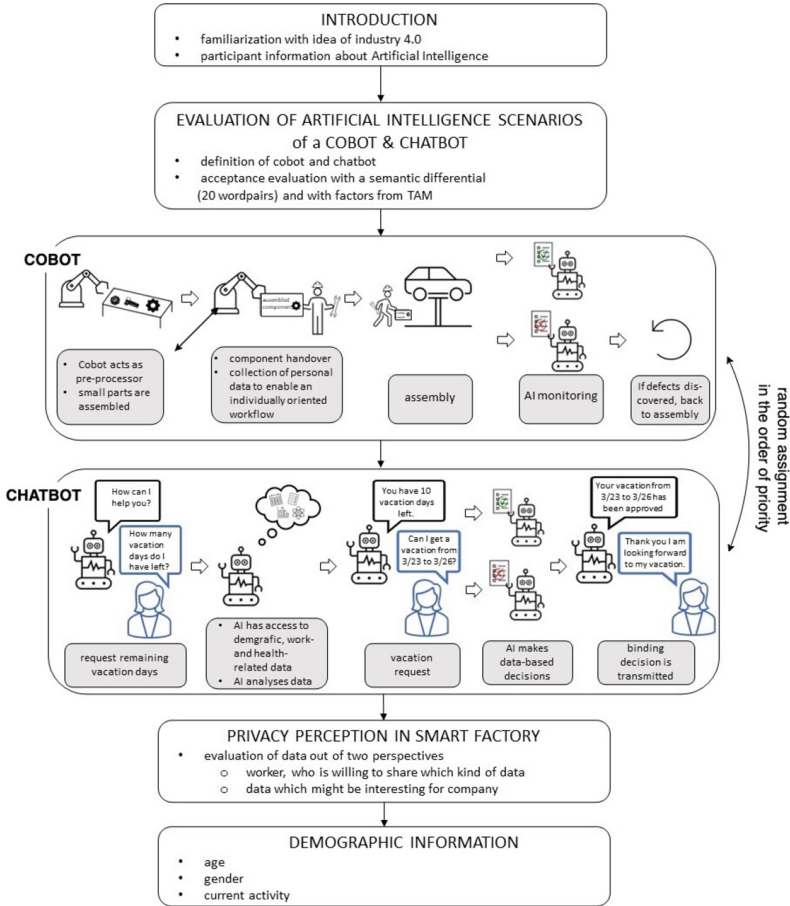 INTRODUCTION
• familiarization with idea of industry 4.0
• participant information about Artificial Intelligence
EVALUATION OF ARTIFICIAL INTELLIGENCE SCENARIOS
of a COBOT & CHATBOT
• definition of cobot and chatbot
• acceptance evaluation with a semantic differential
(20 wordpairs) and with factors from TAM
COBOT
assembled
component
• Cobot acts as
pre-processor
• small parts are
assembled
• component handover
• collection of personal
data to enable an
individually oriented
workflow
assembly
AI monitoring
If defects dis-
covered, back
to assembly
random assignment
in the order of priority
CHATBOT
How can I
help you?
How many
vacation
days do I
have left?
You have 10
vacation days
left.
Can I get a
vacation from
3/23 to 3/26?
Your vacation from
3/23 to 3/26 has
been approved
Thank you I am
looking forward
to my vacation.
request remaining
vacation days
• AI has access to
demgrafic, work-
and health-
related data
• AI analyses data
vacation
request
AI makes
data-based
decisions
binding
decision is
transmitted
PRIVACY PERCEPTION IN SMART FACTORY
• evaluation of data out of two perspectives
o worker, who is willing to share which kind of data
o data which might be interesting for company
DEMOGRAPHIC INFORMATION
• age
• gender
• current activity